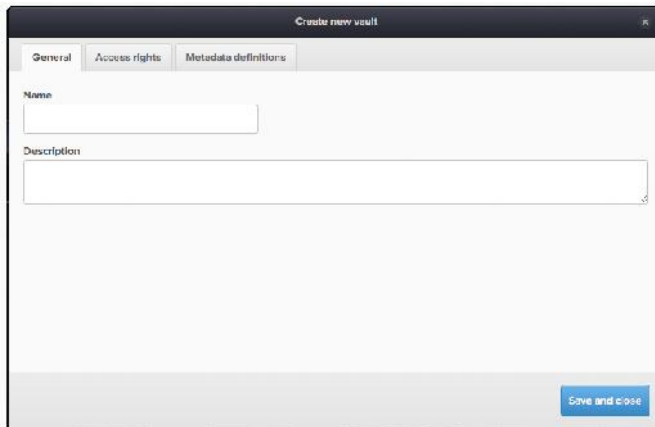 Create new vault
General Access rights Metadata definitions
Name
Description
Save and close